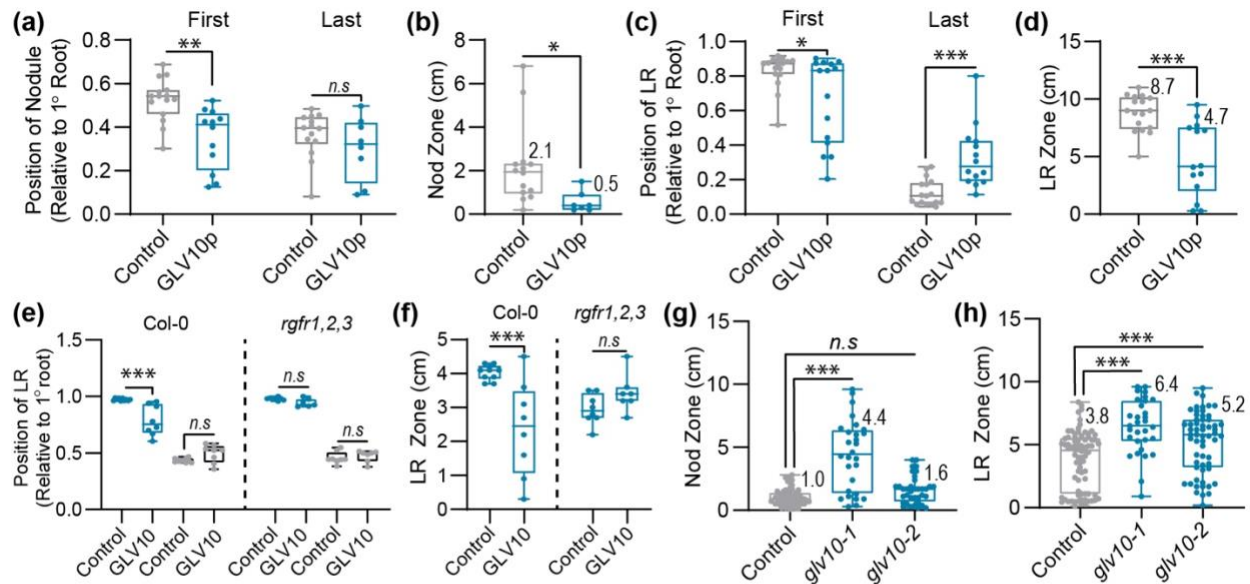 (a)
First
Last
Position of Nodule
(Relative to 1° Root)
0.8
0.6
0.4
0.2
0.0
**
n.s
Control
GLV10p
Control
GLV10p
(b)
Nod Zone (cm)
8
6
4
2
0
*
2.1
0.5
Control
GLV10p
(c)
First
Last
Position of LR
(Relative to 1° Root)
1.0
0.8
0.6
0.4
0.2
0.0
*
***
Control
GLV10p
Control
GLV10p
(d)
LR Zone (cm)
15
10
5
0
***
8.7
4.7
Control
GLV10p
(e)
Col-0
rgfr1,2,3
Position of LR
(Relative to 1° root)
1.5
1.0
0.5
0.0
***
n.s
n.s
n.s
Control
GLV10
Control
GLV10
Control
GLV10
Control
GLV10
(f)
Col-0
rgfr1,2,3
LR Zone (cm)
5
4
3
2
1
0
***
n.s
Control
GLV10
Control
GLV10
(g)
Nod Zone (cm)
15
10
5
0
n.s
***
1.0
4.4
1.6
Control
glv10-1
glv10-2
(h)
LR Zone (cm)
15
10
5
0
***
***
3.8
6.4
5.2
Control
glv10-1
glv10-2